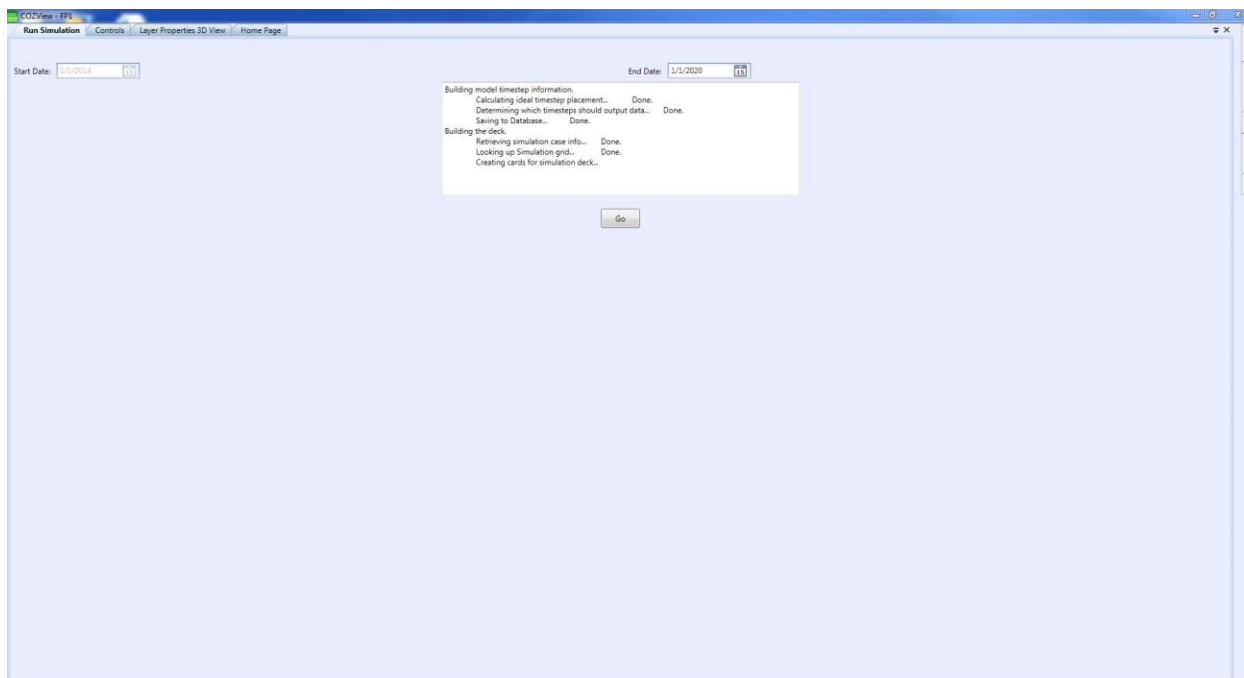 COZView - FP1
Run Simulation Controls Layer Properties 3D View Home Page
Start Date: 1/1/2014 15 End Date: 1/1/2020 15
Building model timestep information.
Calculating ideal timestep placement... Done.
Determining which timesteps should output data... Done.
Saving to Database... Done.
Building the deck.
Retrieving simulation case info... Done.
Looking up Simulation grid... Done.
Creating cards for simulation deck...
Go